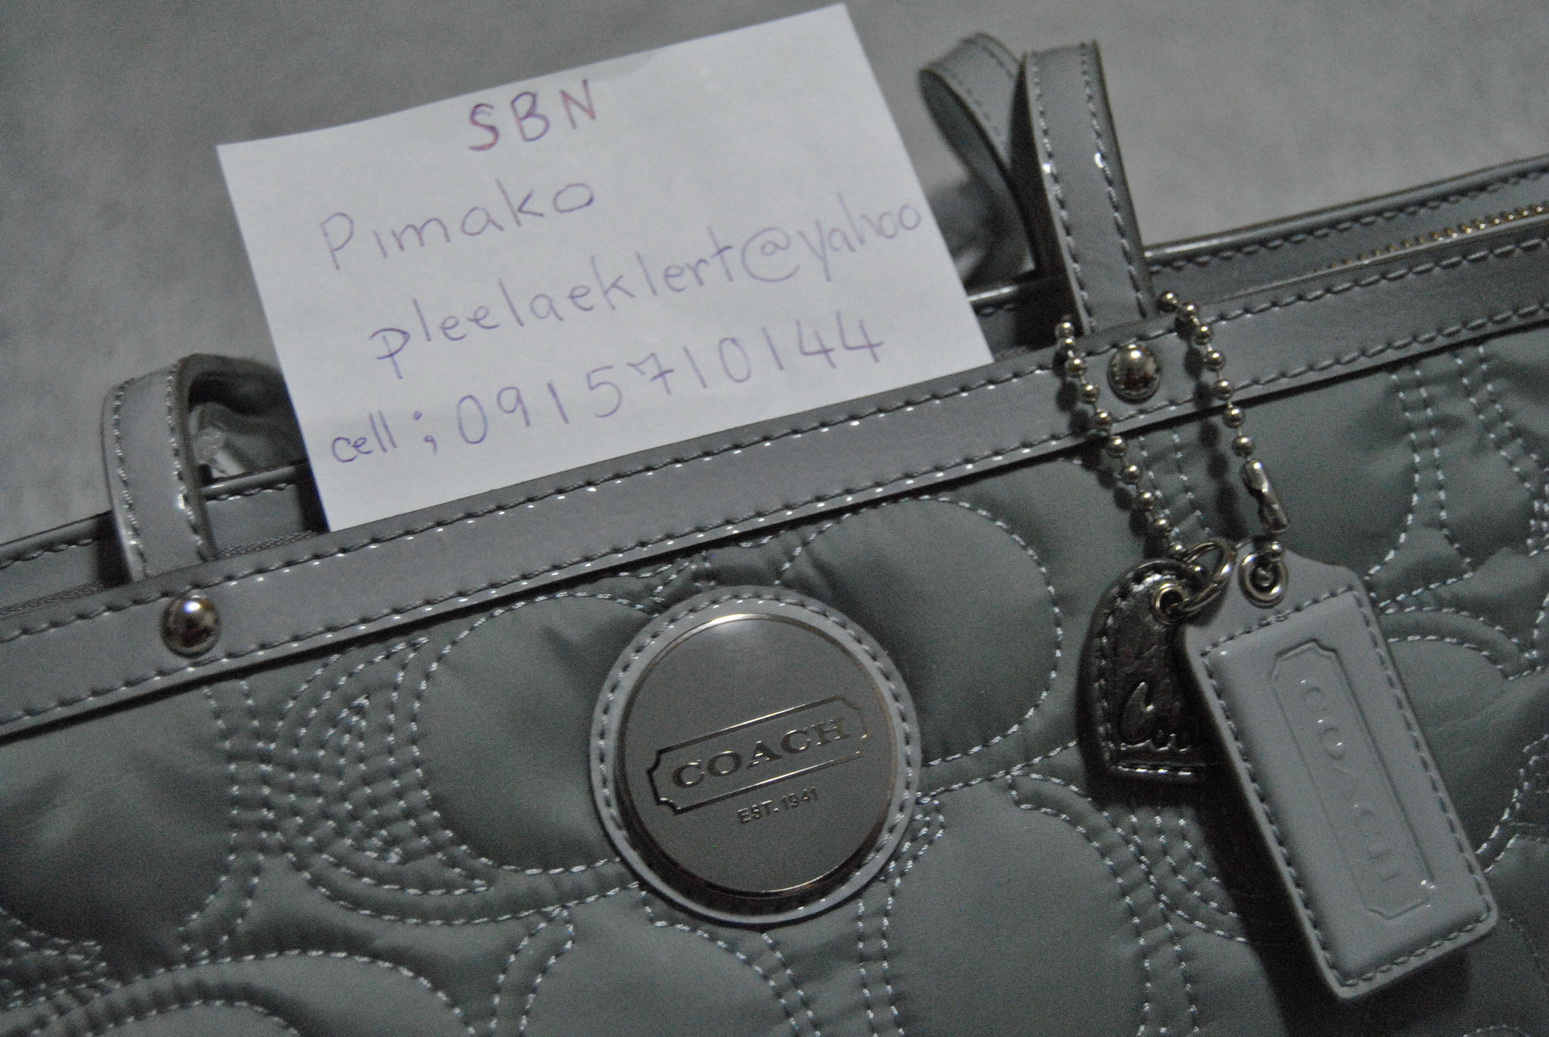 SBN
Pimako
pleelaeklert@yahoo
cell; 0915710144
COACH
EST. 1941
COACH